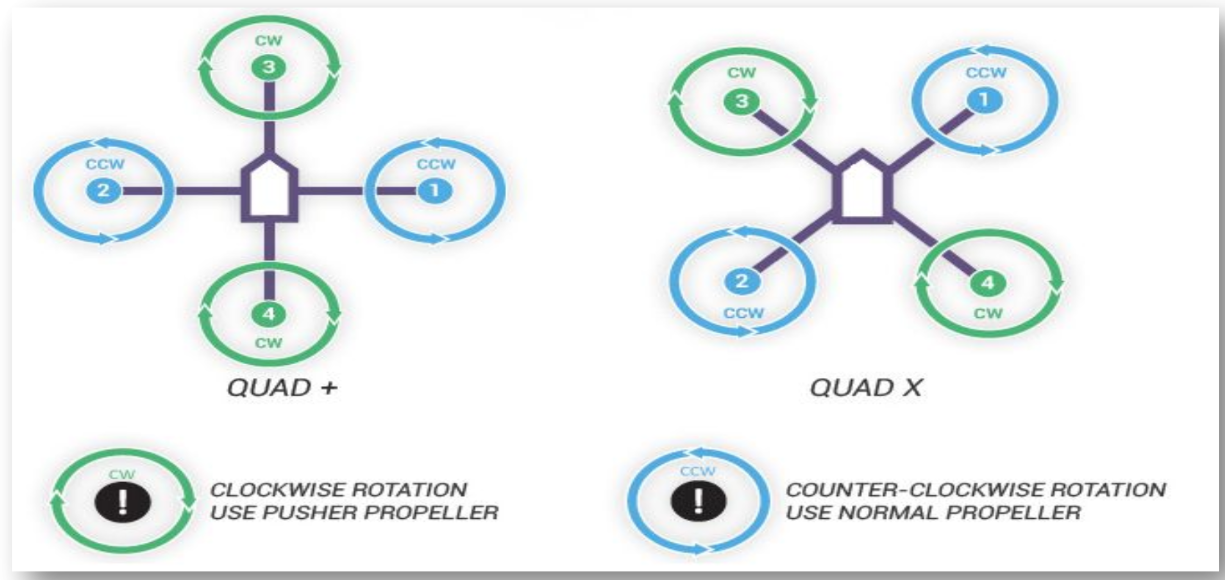 CW
3
CCW
2
CCW
1
4
CW
QUAD +
CW
3
CCW
1
2
CCW
4
CW
QUAD X
CW
!
CLOCKWISE ROTATION
USE PUSHER PROPELLER
CCW
!
COUNTER-CLOCKWISE ROTATION
USE NORMAL PROPELLER